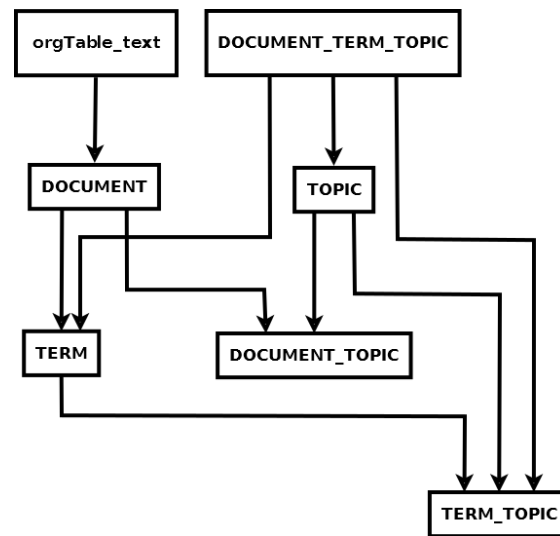 orgTable_text
DOCUMENT_TERM_TOPIC
DOCUMENT
TOPIC
TERM
DOCUMENT_TOPIC
TERM_TOPIC